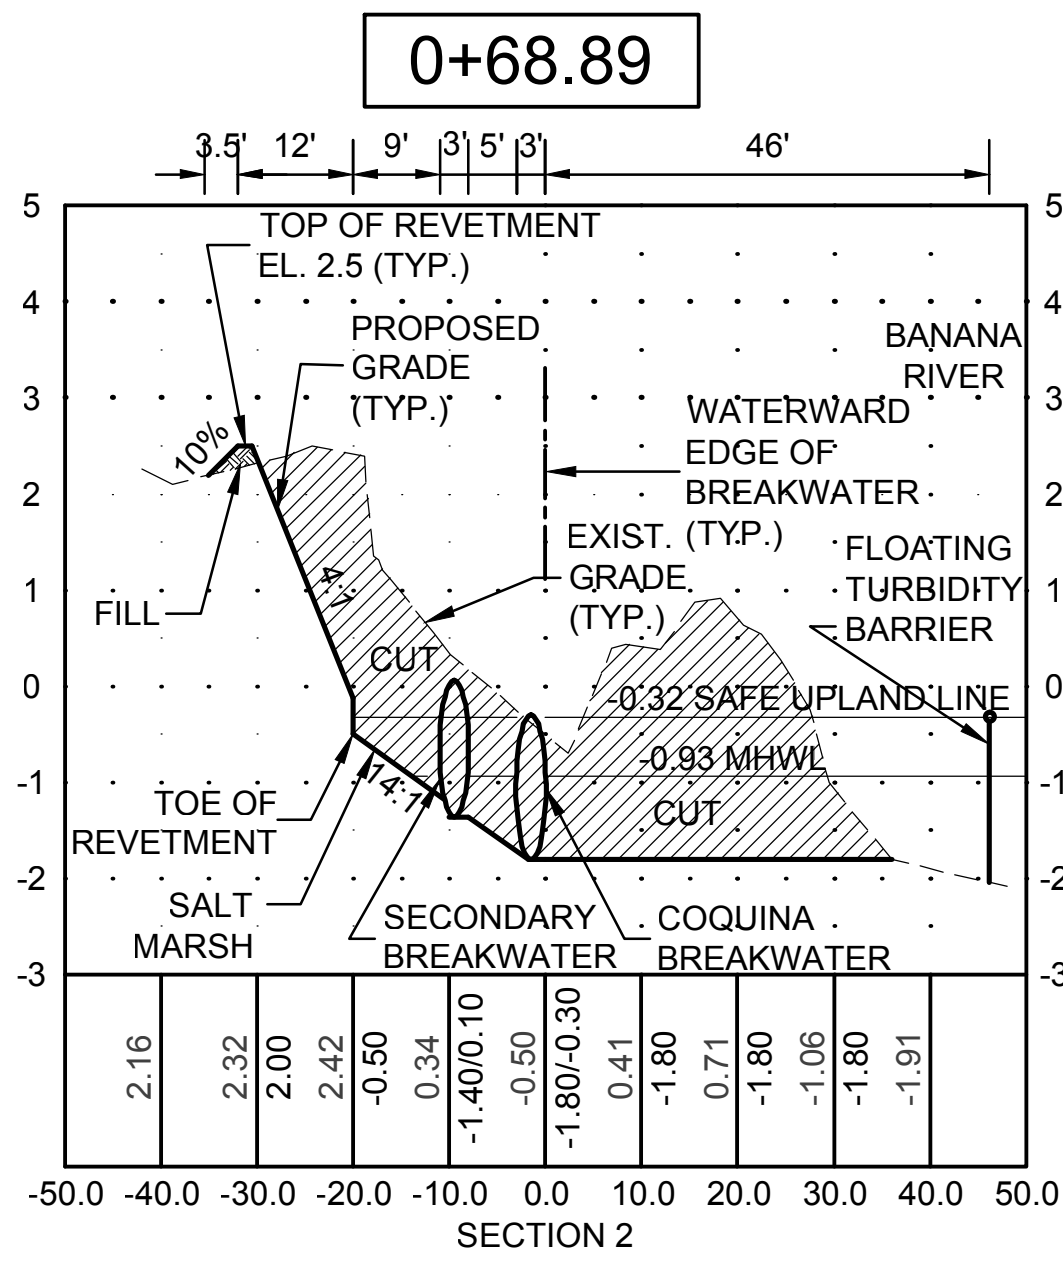 0+68.89
3.5' 12' 9' 3' 5' 3' 46'
5 5
TOP OF REVETMENT
EL. 2.5 (TYP.)
4 4
PROPOSED
GRADE
(TYP.)
BANANA
RIVER
3 3
WATERWARD
EDGE OF
BREAKWATER
(TYP.)
10%
2 2
EXIST.
GRADE
(TYP.)
FLOATING
TURBIDITY
BARRIER
1 1
4:1
FILL
CUT
0 0
-0.32 SAFE UPLAND LINE
-0.93 MHWL
-1 -1
14:1
CUT
TOE OF
REVETMENT
-2 -2
SALT
MARSH
SECONDARY
BREAKWATER
COQUINA
BREAKWATER
-3 -3
2.16
2.32
2.00
2.42
-0.50
0.34
-1.40/0.10
-0.50
-1.80/-0.30
0.41
-1.80
0.71
-1.80
-1.06
-1.80
-1.91
-50.0 -40.0 -30.0 -20.0 -10.0 0.0 10.0 20.0 30.0 40.0 50.0
SECTION 2